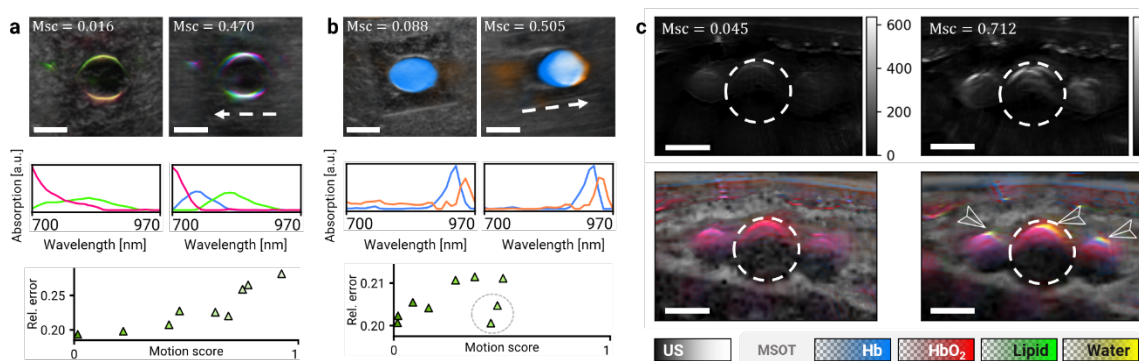 a
Msc = 0.016
Msc = 0.470
Absorption [a.u.]
700
970
700
970
Wavelength [nm]
Wavelength [nm]
Rel. error
0.25
0.20
0
Motion score
1
b
Msc = 0.088
Msc = 0.505
Absorption [a.u.]
700
970
700
970
Wavelength [nm]
Wavelength [nm]
Rel. error
0.21
0.20
0
Motion score
1
c
Msc = 0.045
Msc = 0.712
600
400
200
0
US
MSOT
Hb
HbO₂
Lipid
Water